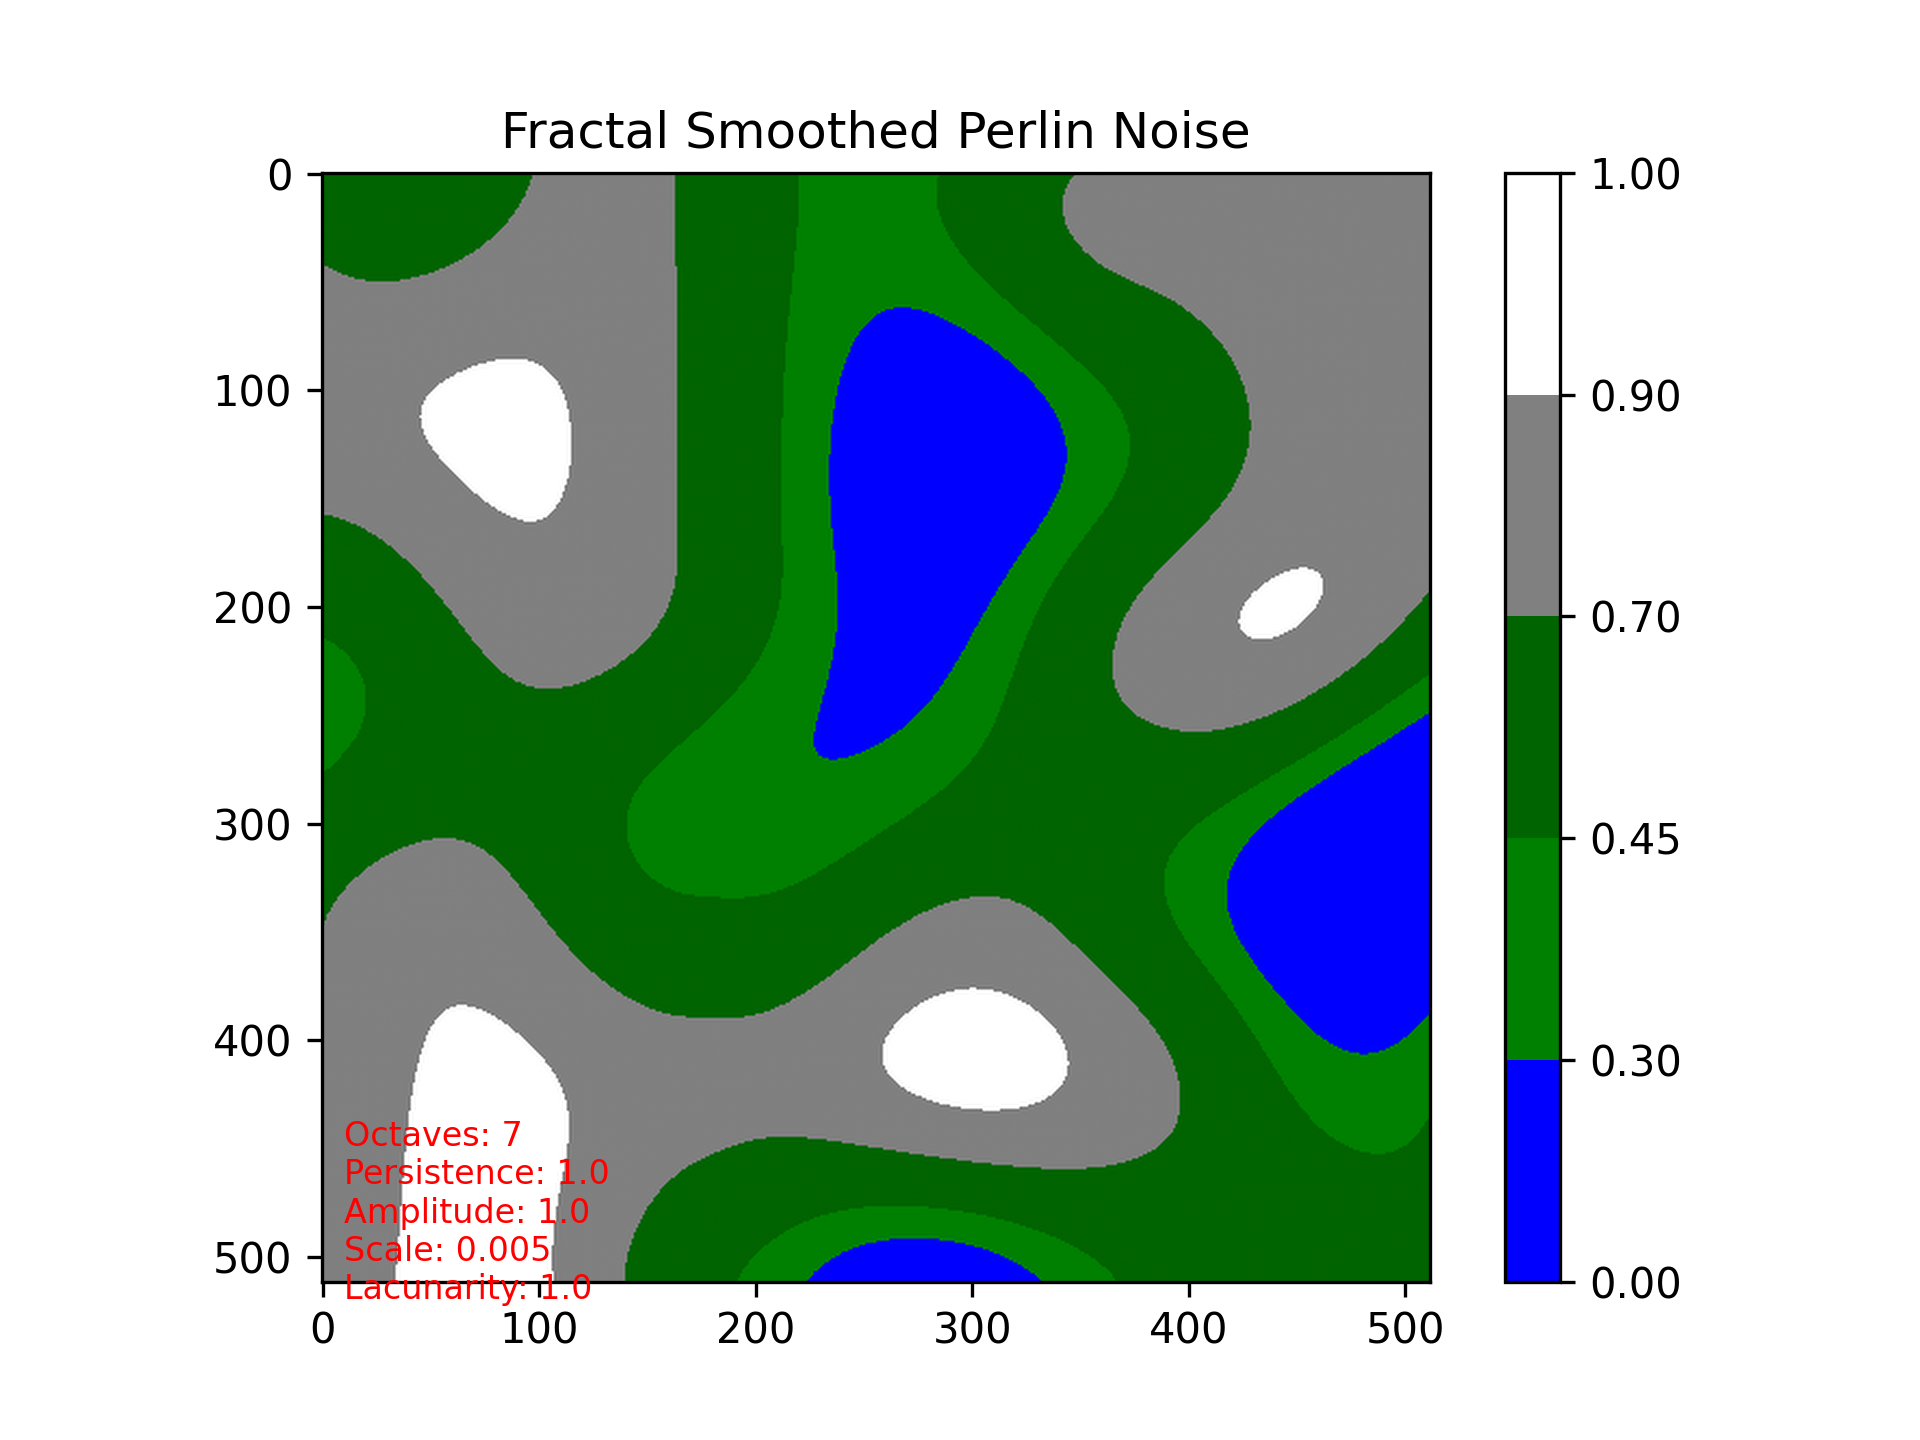 Fractal Smoothed Perlin Noise
0
100
200
300
400
500
Octaves: 7
Persistence: 1.0
Amplitude: 1.0
Scale: 0.005
Lacunarity: 1.0
0 100 200 300 400 500
1.00
0.90
0.70
0.45
0.30
0.00